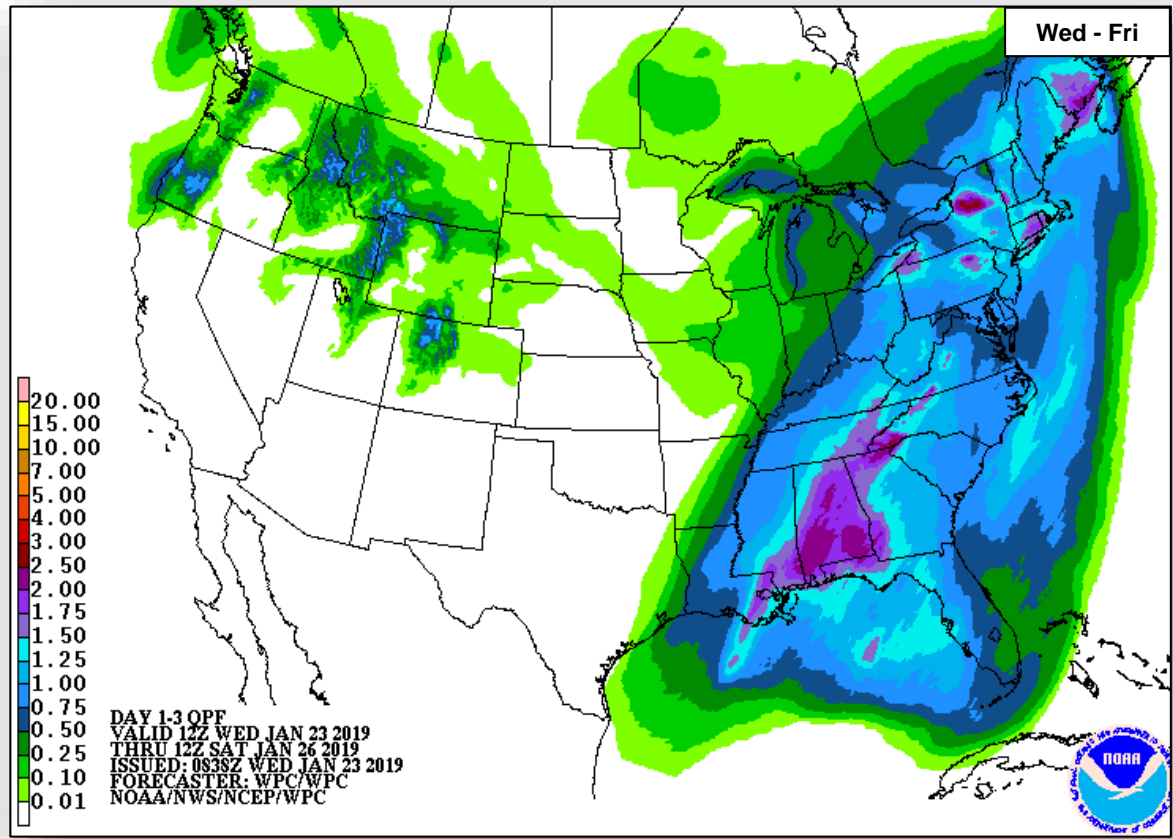 Wed - Fri
20.00
15.00
10.00
7.00
5.00
4.00
3.00
2.50
2.00
1.75
1.50
1.25
1.00
0.75
0.50
0.25
0.10
0.01
DAY 1-3 QPF
VALID 12Z WED JAN 23 2019
THRU 12Z SAT JAN 26 2019
ISSUED: 0838Z WED JAN 23 2019
FORECASTER: WPC/WPC
NOAA/NWS/NCEP/WPC
NOAA